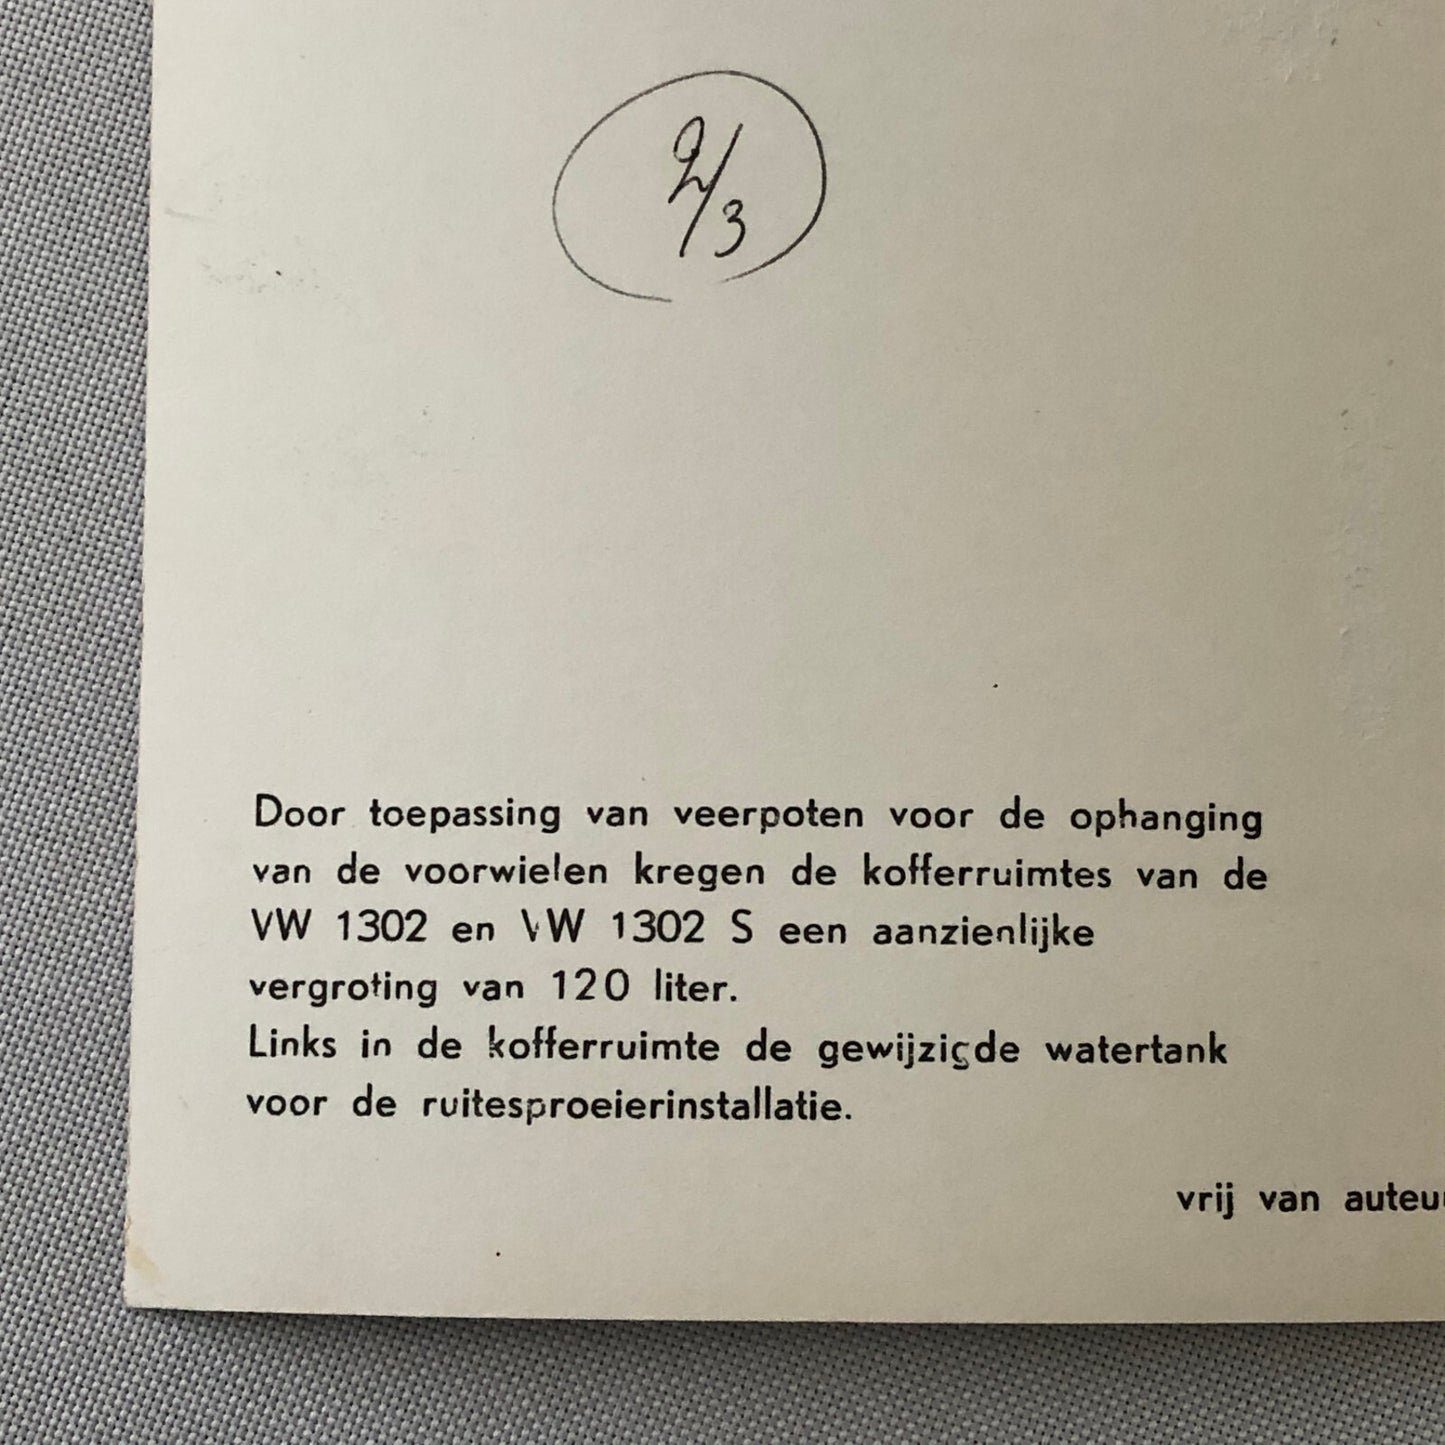 2/3
Door toepassing van veerpoten voor de ophanging
van de voorwielen kregen de kofferruimtes van de
VW 1302 en VW 1302 S een aanzienlijke
vergroting van 120 liter.
Links in de kofferruimte de gewijzigde watertank
voor de ruitesproeierinstallatie.
vrij van